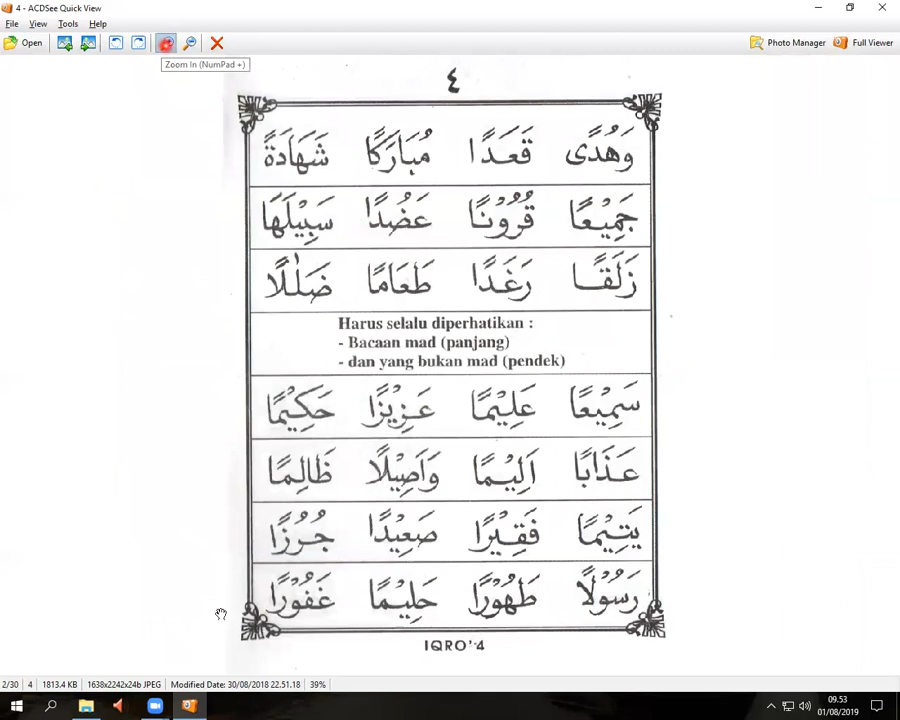 4 - ACDSee Quick View
File View Tools Help
Open
Photo Manager Full Viewer
Zoom In (NumPad +)
٤
وَهُدًى قَعَدًا مُبَارَكًا شَهَادَةً
جَمِيْعًا قُرُوْنًا عَضُدًا سَبِيْلَهَا
زَلَقًا رَغَدًا طَعَامًا ضَلٰلًا
Harus selalu diperhatikan :
- Bacaan mad (panjang)
- dan yang bukan mad (pendek)
سَمِيْعًا عَلِيْمًا عَزِيْزًا حَكِيْمًا
عَذَابًا اَلِيْمًا وَاَصِيْلًا ظَالِمًا
يَتِيْمًا فَقِيْرًا صَعِيْدًا جُرُزًا
رَسُوْلًا طَهُوْرًا حَلِيْمًا غَفُوْرًا
IQRO' 4
2/30 4 1813.4 KB 1638x2242x24b JPEG Modified Date: 30/08/2018 22.51.18 39%
09.53
01/08/2019